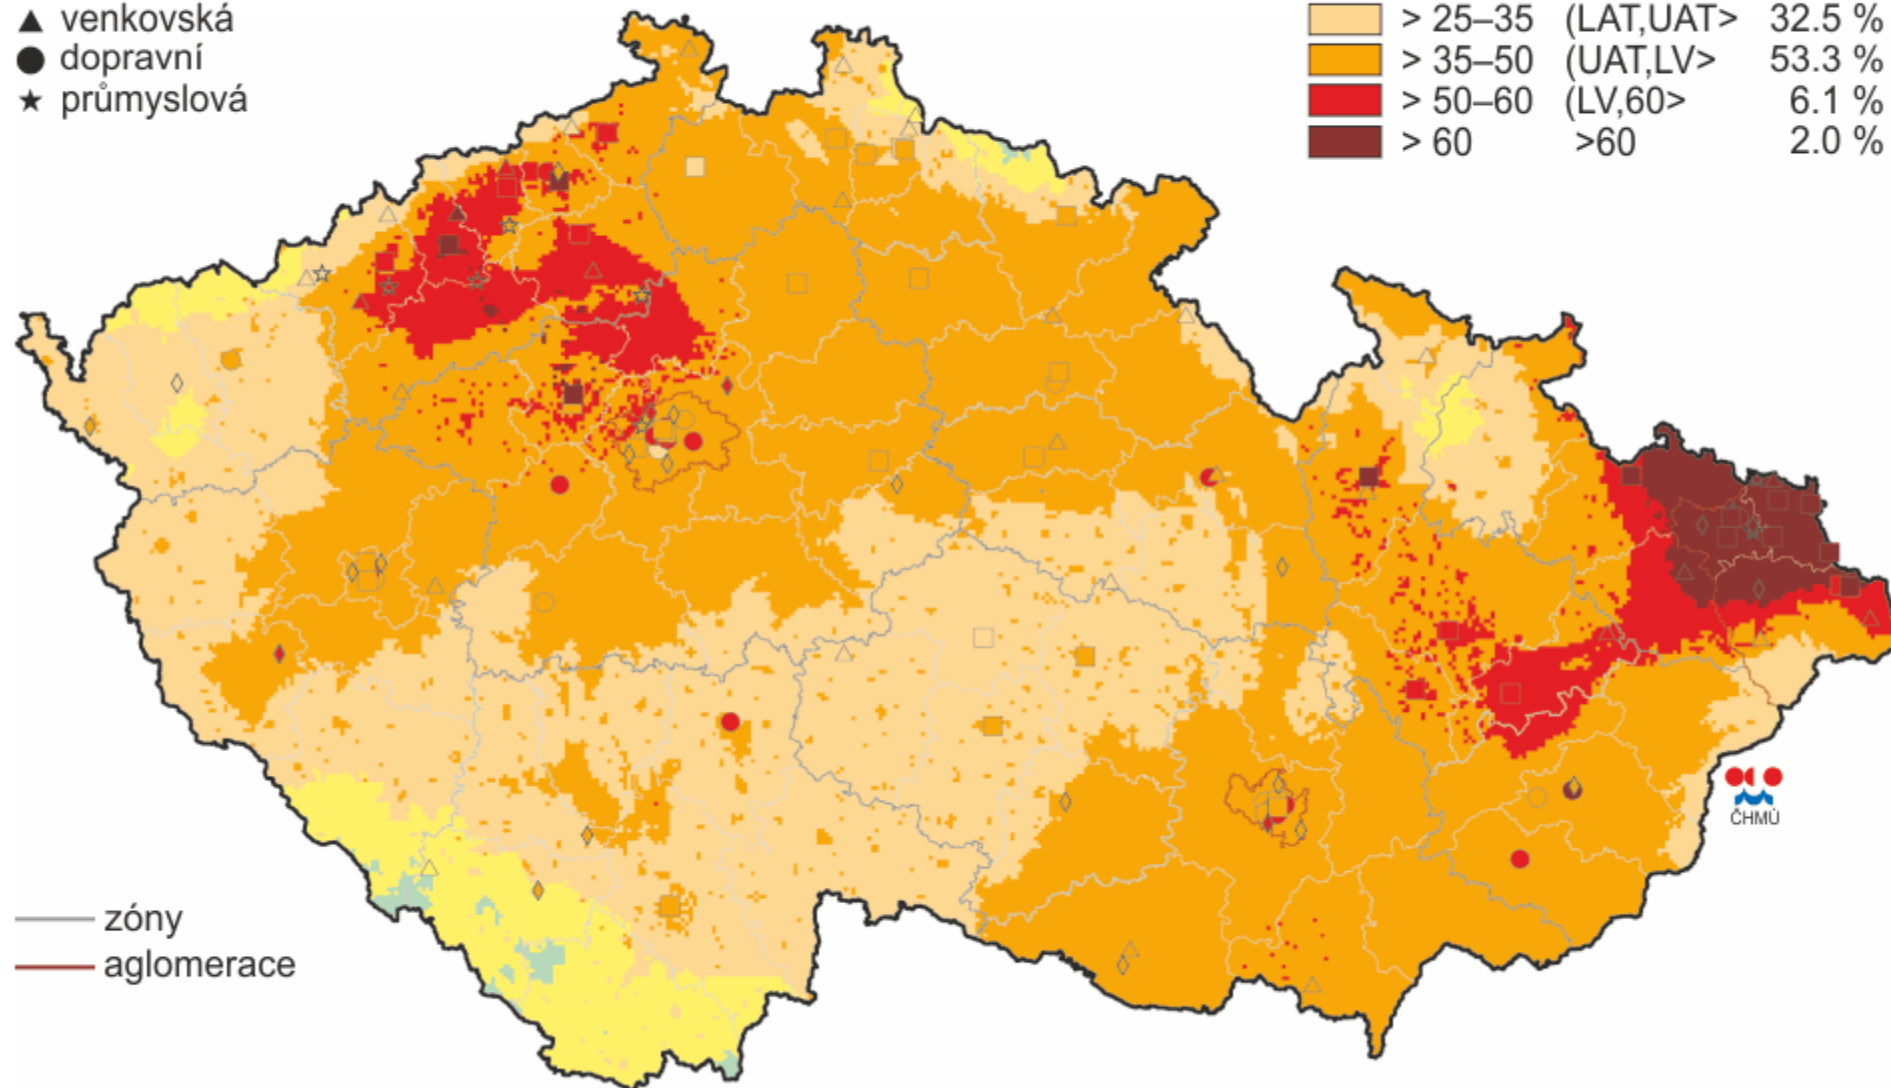 venkovská
dopravní
průmyslová
> 25–35 (LAT,UAT> 32.5 %
> 35–50 (UAT,LV> 53.3 %
> 50–60 (LV,60> 6.1 %
> 60 >60 2.0 %
ČHMÚ
zóny
aglomerace